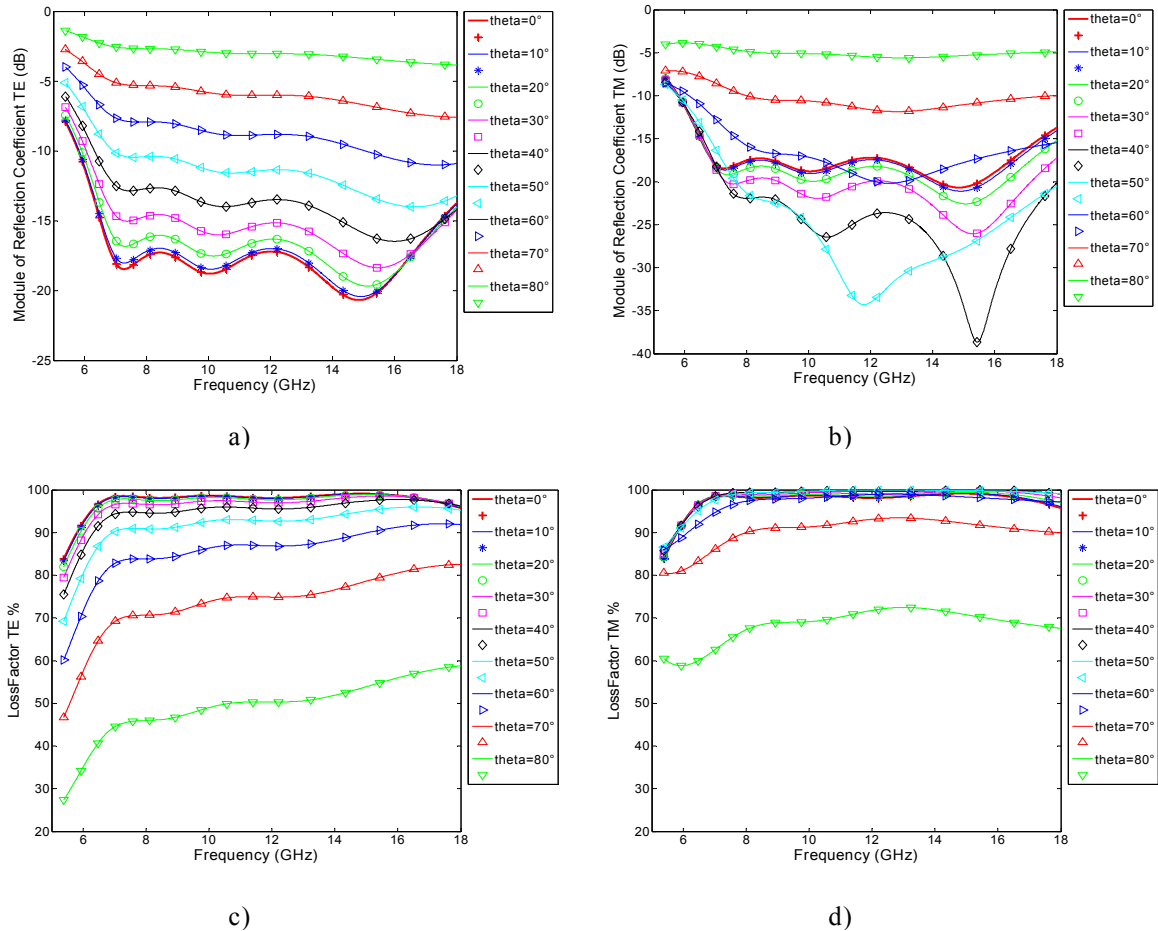 0
-5
-10
-15
-20
-25
6
8
10
12
14
16
18
Frequency (GHz)
Module of Reflection Coefficient TE (dB)
theta=0°
theta=10°
theta=20°
theta=30°
theta=40°
theta=50°
theta=60°
theta=70°
theta=80°
a)
0
-5
-10
-15
-20
-25
-30
-35
-40
6
8
10
12
14
16
18
Frequency (GHz)
Module of Reflection Coefficient TM (dB)
theta=0°
theta=10°
theta=20°
theta=30°
theta=40°
theta=50°
theta=60°
theta=70°
theta=80°
b)
100
90
80
70
60
50
40
30
20
6
8
10
12
14
16
18
Frequency (GHz)
LossFactor TE %
theta=0°
theta=10°
theta=20°
theta=30°
theta=40°
theta=50°
theta=60°
theta=70°
theta=80°
c)
100
90
80
70
60
50
40
30
20
6
8
10
12
14
16
18
Frequency (GHz)
LossFactor TM %
theta=0°
theta=10°
theta=20°
theta=30°
theta=40°
theta=50°
theta=60°
theta=70°
theta=80°
d)